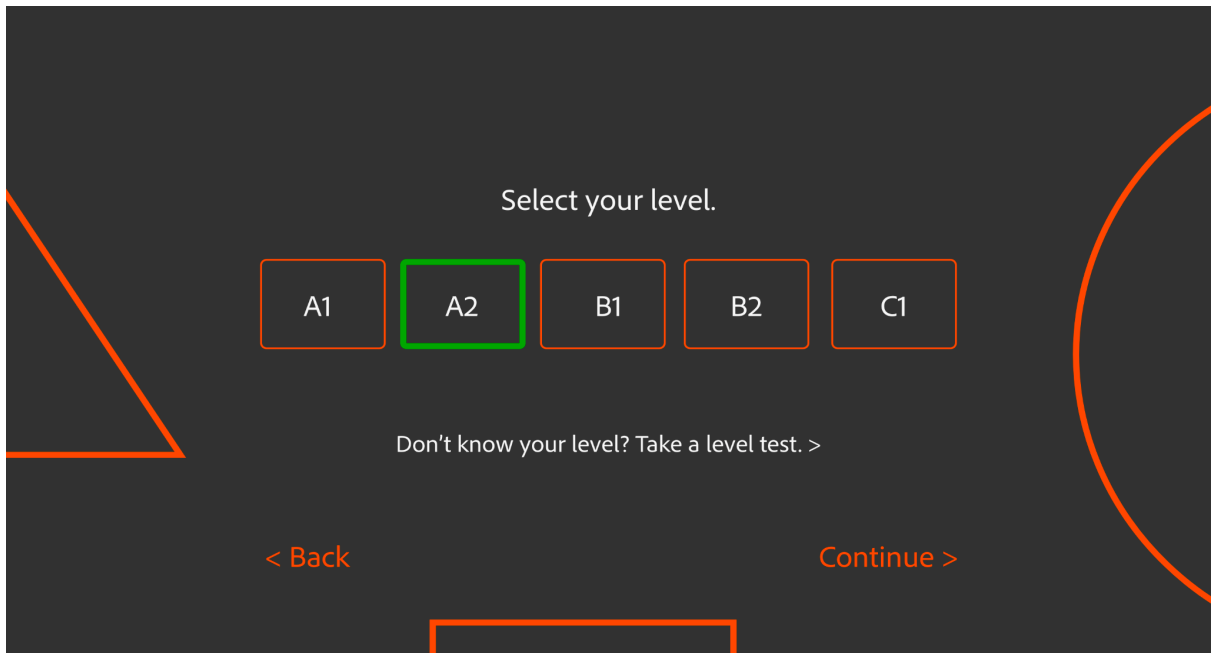 Select your level.
A1 A2 B1 B2 C1
Don't know your level? Take a level test. >
< Back Continue >